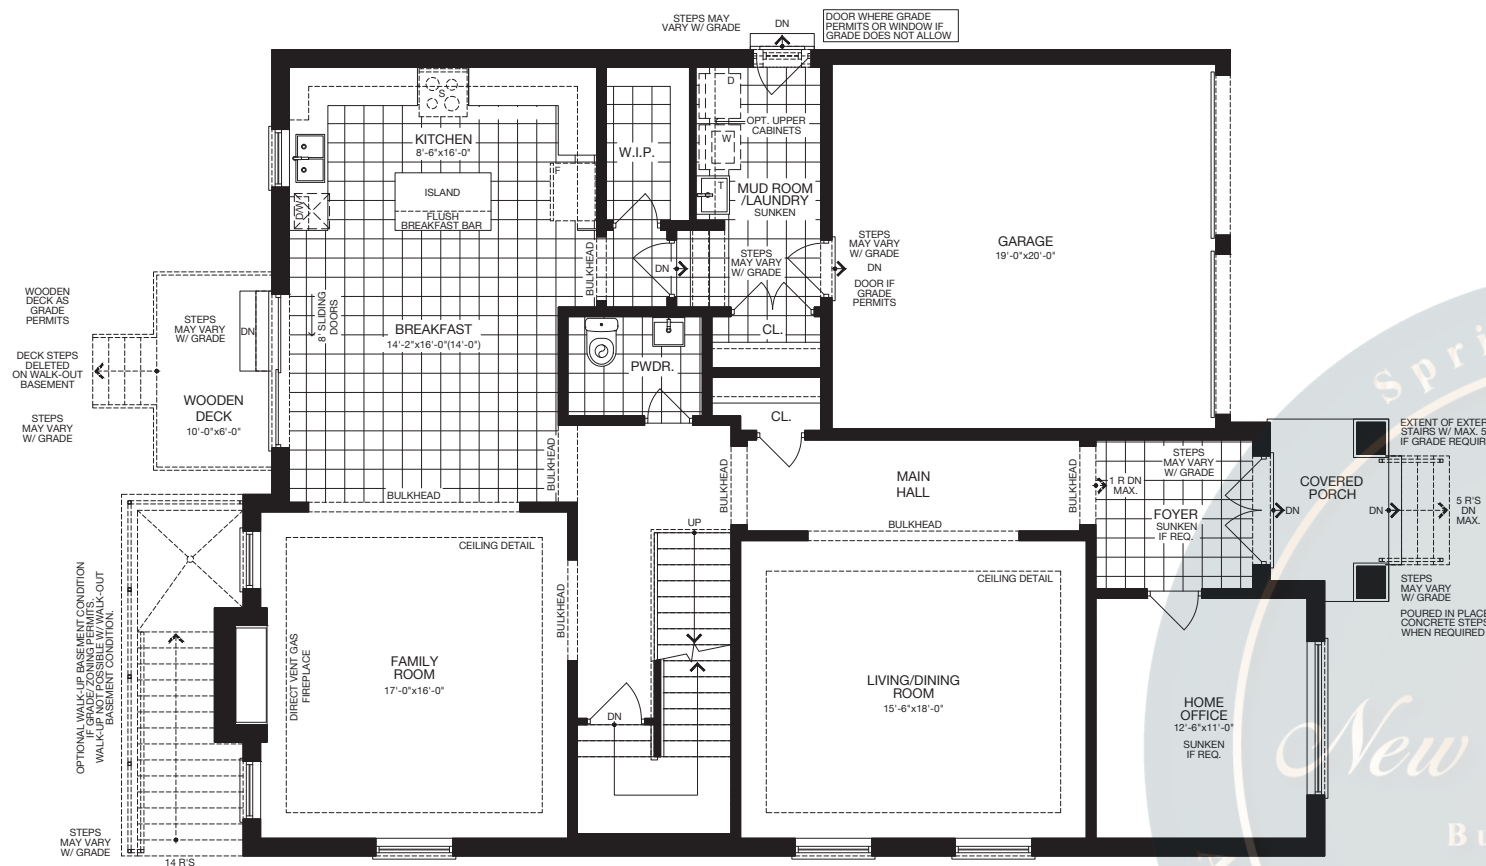 STEPS MAY
VARY W/ GRADE
DN
DOOR WHERE GRADE
PERMITS OR WINDOW IF
GRADE DOES NOT ALLOW
S
KITCHEN
8'-6"x16'-0"
ISLAND
FLUSH
BREAKFAST BAR
D/W
F
W.I.P.
D
OPT. UPPER
CABINETS
W
T
MUD ROOM
/LAUNDRY
SUNKEN
STEPS
MAY VARY
W/ GRADE
DN
BULKHEAD
STEPS
MAY VARY
W/ GRADE
DN
DOOR IF
GRADE
PERMITS
GARAGE
19'-0"x20'-0"
WOODEN
DECK AS
GRADE
PERMITS
DECK STEPS
DELETED
ON WALK-OUT
BASEMENT
STEPS
MAY VARY
W/ GRADE
STEPS
MAY VARY
W/ GRADE
DN
WOODEN
DECK
10'-0"x6'-0"
8' SLIDING
DOORS
BREAKFAST
14'-2"x16'-0"(14'-0")
PWDR.
CL.
CL.
BULKHEAD
BULKHEAD
BULKHEAD
MAIN
HALL
BULKHEAD
BULKHEAD
STEPS
MAY VARY
W/ GRADE
1 R DN
MAX.
FOYER
SUNKEN
IF REQ.
DN
COVERED
PORCH
DN
5 R'S
DN
MAX.
EXTENT OF EXTER
STAIRS W/ MAX. 5
IF GRADE REQUIR
STEPS
MAY VARY
W/ GRADE
POURED IN PLACE
CONCRETE STEPS
WHEN REQUIRED
OPTIONAL WALK-UP BASEMENT CONDITION
IF GRADE/ZONING PERMITS.
WALK-UP NOT POSSIBLE W/ WALK-OUT
BASEMENT CONDITION.
STEPS
MAY VARY
W/ GRADE
14 R'S
CEILING DETAIL
DIRECT VENT GAS
FIREPLACE
FAMILY
ROOM
17'-0"x16'-0"
BULKHEAD
UP
DN
CEILING DETAIL
LIVING/DINING
ROOM
15'-6"x18'-0"
HOME
OFFICE
12'-6"x11'-0"
SUNKEN
IF REQ.
Spri
New
Bu